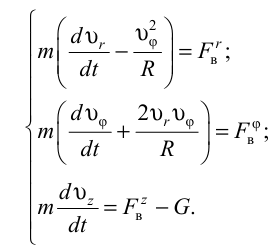 m(dυ_r/dt − υ_φ²/R) = F_в^r;
m(dυ_φ/dt + 2υ_rυ_φ/R) = F_в^φ;
m dυ_z/dt = F_в^z − G.